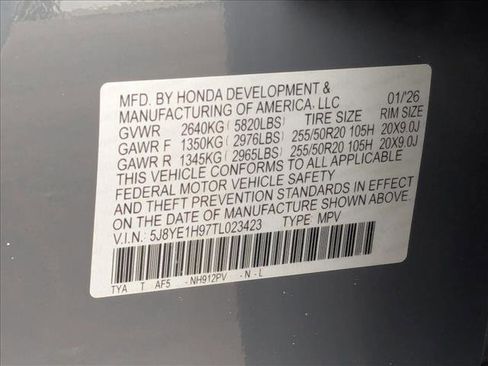 MFD. BY HONDA DEVELOPMENT &
MANUFACTURING OF AMERICA, LLC 01/'26
GVWR 2640KG( 5820LBS) RIM SIZE
GAWR F 1350KG( 2976LBS) 255/50R20 105H 20X9.0J
GAWR R 1345KG( 2965LBS) 255/50R20 105H 20X9.0J
THIS VEHICLE CONFORMS TO ALL APPLICABLE
FEDERAL MOTOR VEHICLE SAFETY
AND THEFT PREVENTION STANDARDS IN EFFECT
ON THE DATE OF MANUFACTURE SHOWN ABOVE.
V.I.N: 5J8YE1H97TL023423 TYPE: MPV
TYA T AF5 - NH912PV - N - L